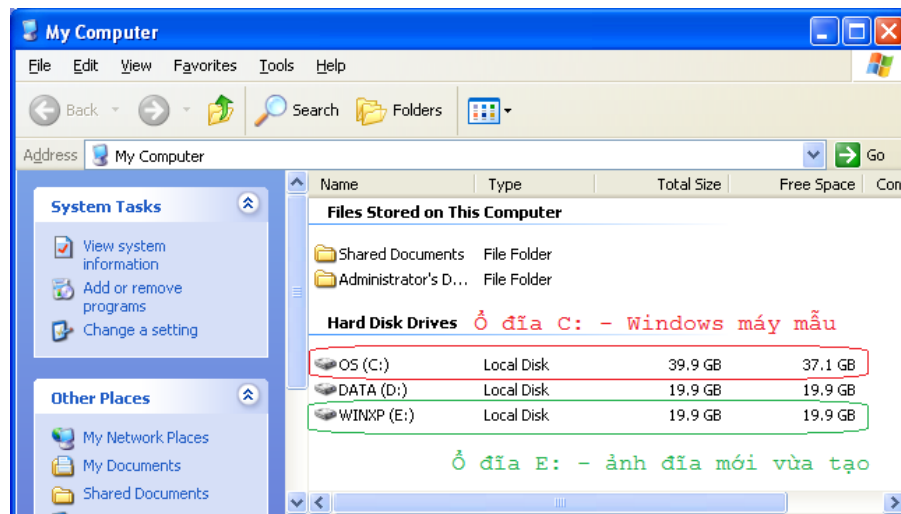 My Computer
File Edit View Favorites Tools Help
Back Search Folders
Address My Computer Go
Name Type Total Size Free Space Con
System Tasks
View system
information
Add or remove
programs
Change a setting
Other Places
My Network Places
My Documents
Shared Documents
Files Stored on This Computer
Shared Documents File Folder
Administrator's D... File Folder
Hard Disk Drives Ổ đĩa C: - Windows máy mẫu
OS (C:) Local Disk 39.9 GB 37.1 GB
DATA (D:) Local Disk 19.9 GB 19.9 GB
WINXP (E:) Local Disk 19.9 GB 19.9 GB
Ổ đĩa E: - ảnh đĩa mới vừa tạo